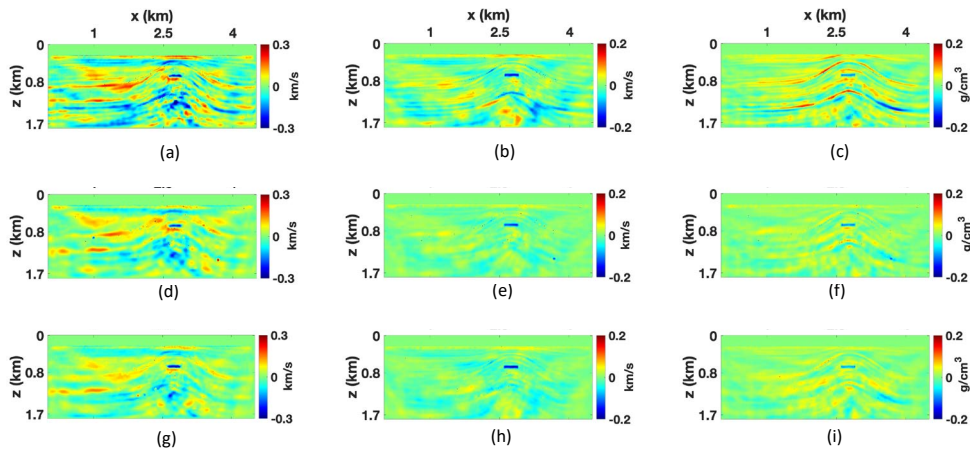 x (km) x (km) x (km)
1 2.5 4 1 2.5 4 1 2.5 4
0 0.3 0 0.2 0 0.2
z (km) 0.8 0 km/s z (km) 0.8 0 km/s z (km) 0.8 0 g/cm³
1.7 -0.3 1.7 -0.2 1.7 -0.2
(a) (b) (c)
0 0.3 0 0.2 0 0.2
z (km) 0.8 0 km/s z (km) 0.8 0 km/s z (km) 0.8 0 g/cm³
1.7 -0.3 1.7 -0.2 1.7 -0.2
(d) (e) (f)
0 0.3 0 0.2 0 0.2
z (km) 0.8 0 km/s z (km) 0.8 0 km/s z (km) 0.8 0 g/cm³
1.7 -0.3 1.7 -0.2 1.7 -0.2
(g) (h) (i)